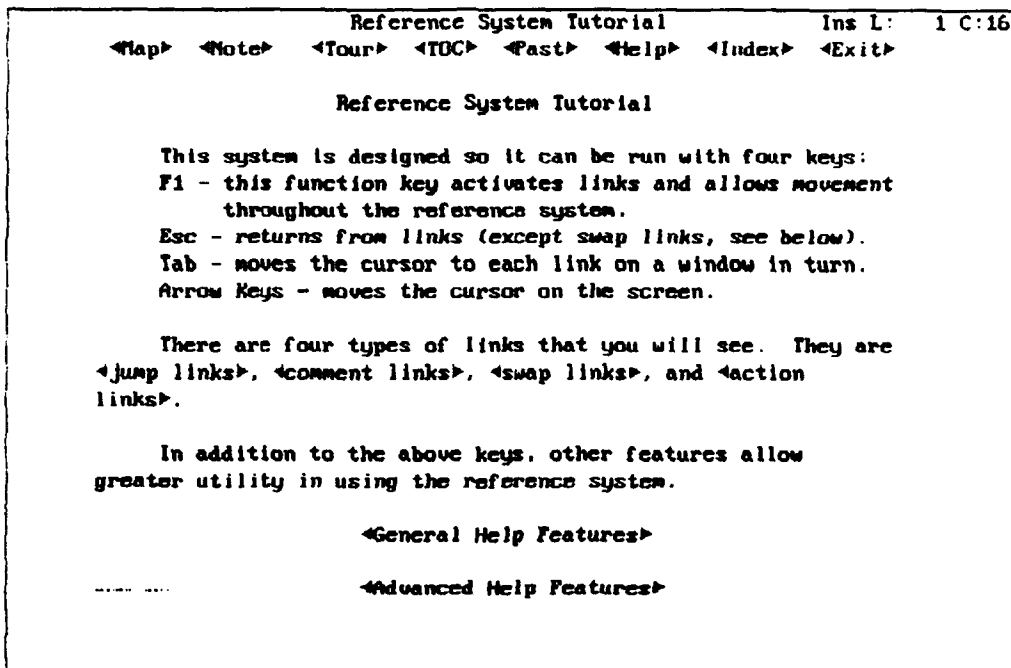 Reference System Tutorial Ins L: 1 C:16
◄Map► ◄Note► ◄Tour► ◄TOC► ◄Past► ◄Help► ◄Index► ◄Exit►
Reference System Tutorial
This system is designed so it can be run with four keys:
F1 - this function key activates links and allows movement
throughout the reference system.
Esc - returns from links (except swap links, see below).
Tab - moves the cursor to each link on a window in turn.
Arrow Keys - moves the cursor on the screen.
There are four types of links that you will see. They are
◄jump links►, ◄comment links►, ◄swap links►, and ◄action
links►.
In addition to the above keys, other features allow
greater utility in using the reference system.
◄General Help Features►
◄Advanced Help Features►